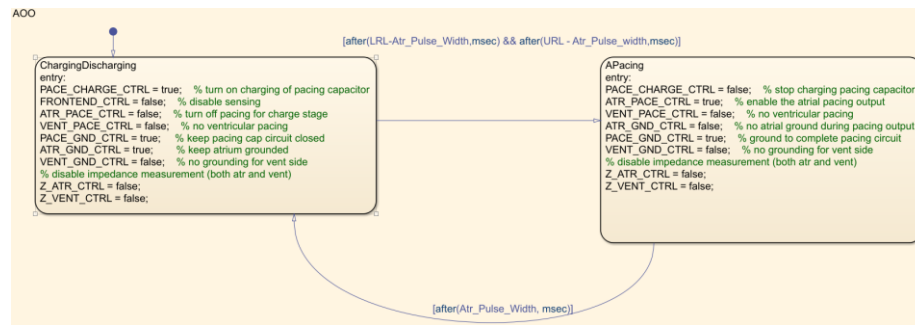 AOO
[after(LRL-Atr_Pulse_Width,msec) && after(URL - Atr_Pulse_width,msec)]
ChargingDischarging
entry:
PACE_CHARGE_CTRL = true; % turn on charging of pacing capacitor
FRONTEND_CTRL = false; % disable sensing
ATR_PACE_CTRL = false; % turn off pacing for charge stage
VENT_PACE_CTRL = false; % no ventricular pacing
PACE_GND_CTRL = true; % keep pacing cap circuit closed
ATR_GND_CTRL = true; % keep atrium grounded
VENT_GND_CTRL = false; % no grounding for vent side
% disable impedance measurement (both atr and vent)
Z_ATR_CTRL = false;
Z_VENT_CTRL = false;
APacing
entry:
PACE_CHARGE_CTRL = false; % stop charging pacing capacitor
ATR_PACE_CTRL = true; % enable the atrial pacing output
VENT_PACE_CTRL = false; % no ventricular pacing
ATR_GND_CTRL = false; % no atrial ground during pacing output
PACE_GND_CTRL = true; % ground to complete pacing circuit
VENT_GND_CTRL = false; % no grounding for vent side
% disable impedance measurement (both atr and vent)
Z_ATR_CTRL = false;
Z_VENT_CTRL = false;
[after(Atr_Pulse_Width, msec)]